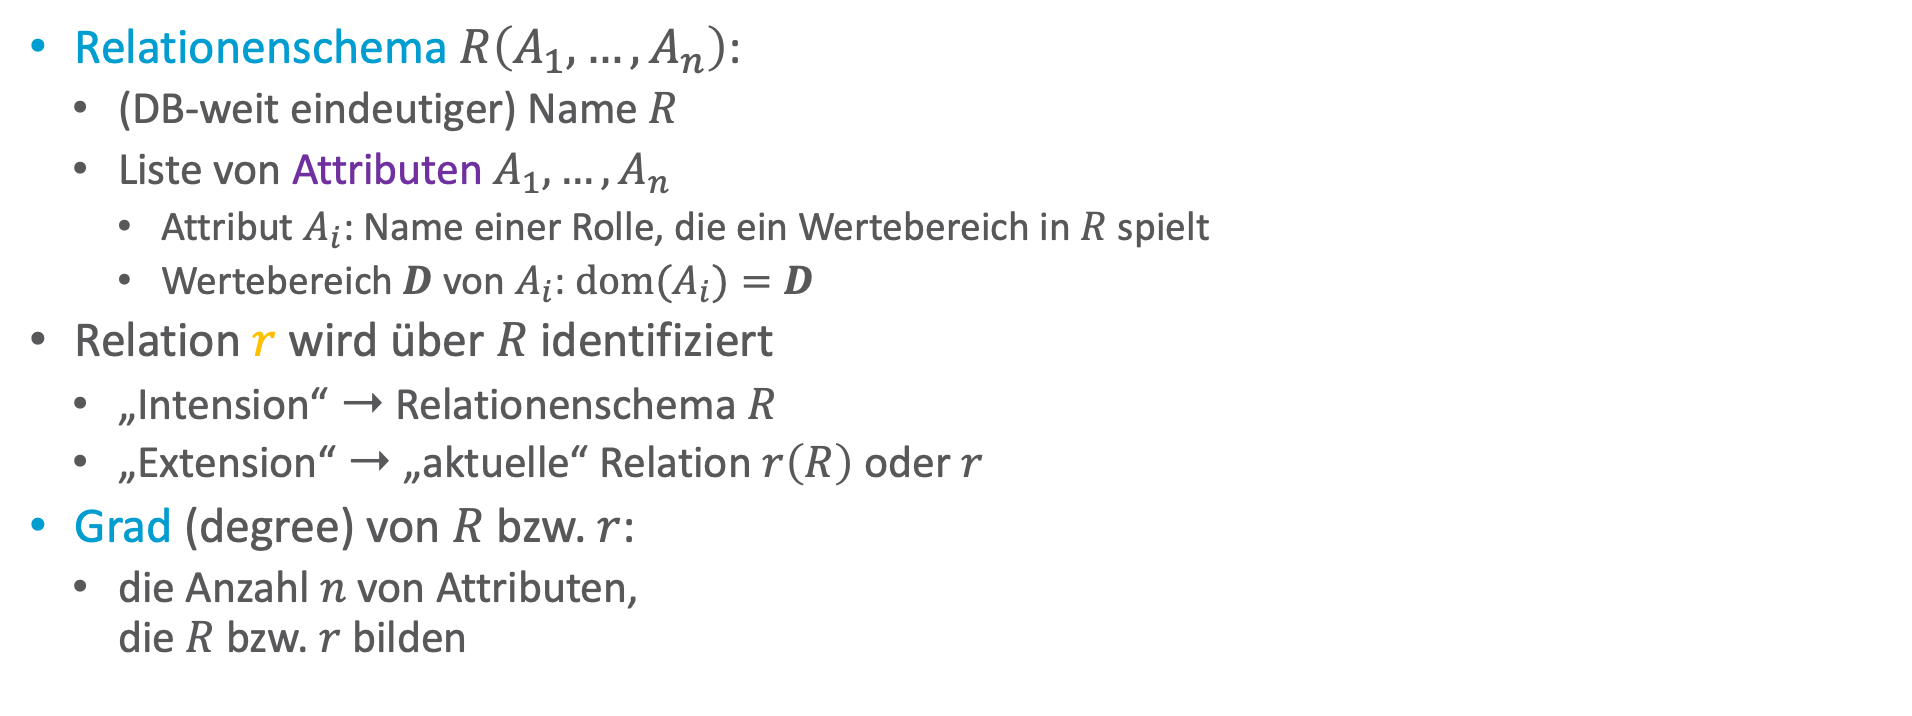 • Relationenschema R(A₁, … , Aₙ):
• (DB-weit eindeutiger) Name R
• Liste von Attributen A₁, … , Aₙ
• Attribut Aᵢ: Name einer Rolle, die ein Wertebereich in R spielt
• Wertebereich D von Aᵢ: dom(Aᵢ) = D
• Relation r wird über R identifiziert
• „Intension“ → Relationenschema R
• „Extension“ → „aktuelle“ Relation r(R) oder r
• Grad (degree) von R bzw. r:
• die Anzahl n von Attributen,
die R bzw. r bilden